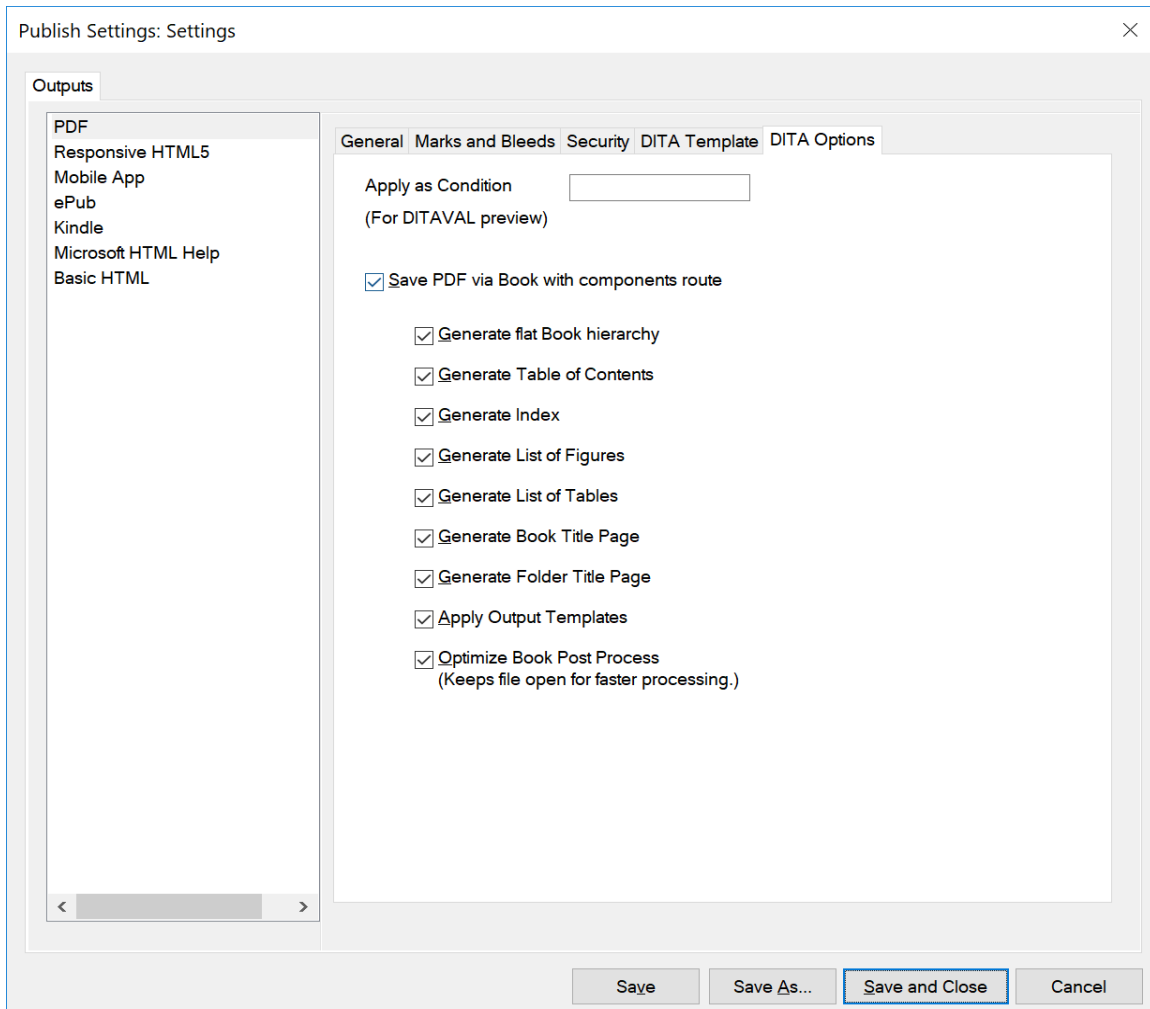 Publish Settings: Settings
Outputs
PDF
Responsive HTML5
Mobile App
ePub
Kindle
Microsoft HTML Help
Basic HTML
General Marks and Bleeds Security DITA Template DITA Options
Apply as Condition
(For DITAVAL preview)
Save PDF via Book with components route
Generate flat Book hierarchy
Generate Table of Contents
Generate Index
Generate List of Figures
Generate List of Tables
Generate Book Title Page
Generate Folder Title Page
Apply Output Templates
Optimize Book Post Process
(Keeps file open for faster processing.)
Save Save As... Save and Close Cancel